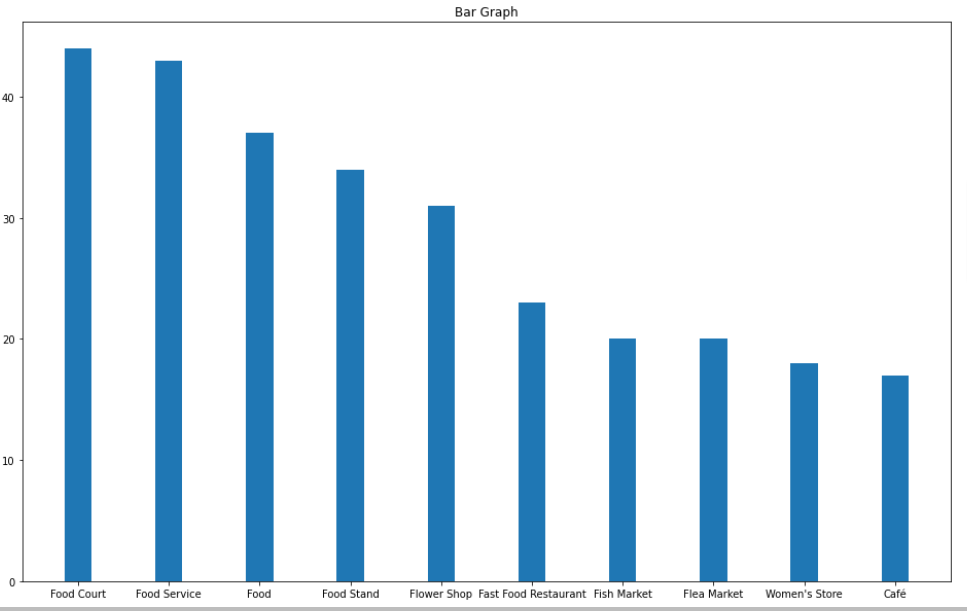 Bar Graph
40
30
20
10
0
Food Court Food Service Food Food Stand Flower Shop Fast Food Restaurant Fish Market Flea Market Women's Store Café